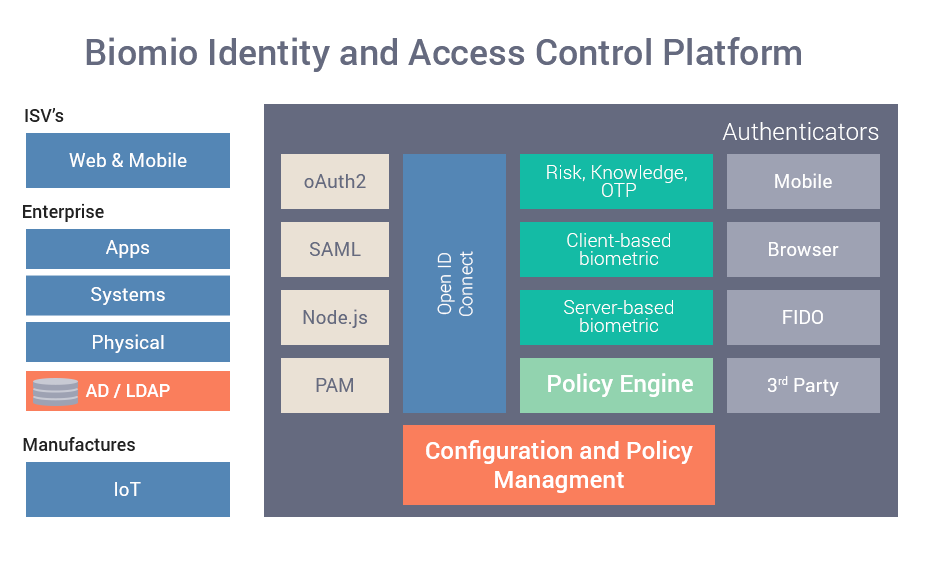 Biomio Identity and Access Control Platform
ISV's
Web & Mobile
Enterprise
Apps
Systems
Physical
AD / LDAP
Manufactures
IoT
Authenticators
oAuth2
SAML
Node.js
PAM
Open ID
Connect
Risk, Knowledge,
OTP
Client-based
biometric
Server-based
biometric
Policy Engine
Mobile
Browser
FIDO
3rd Party
Configuration and Policy
Managment